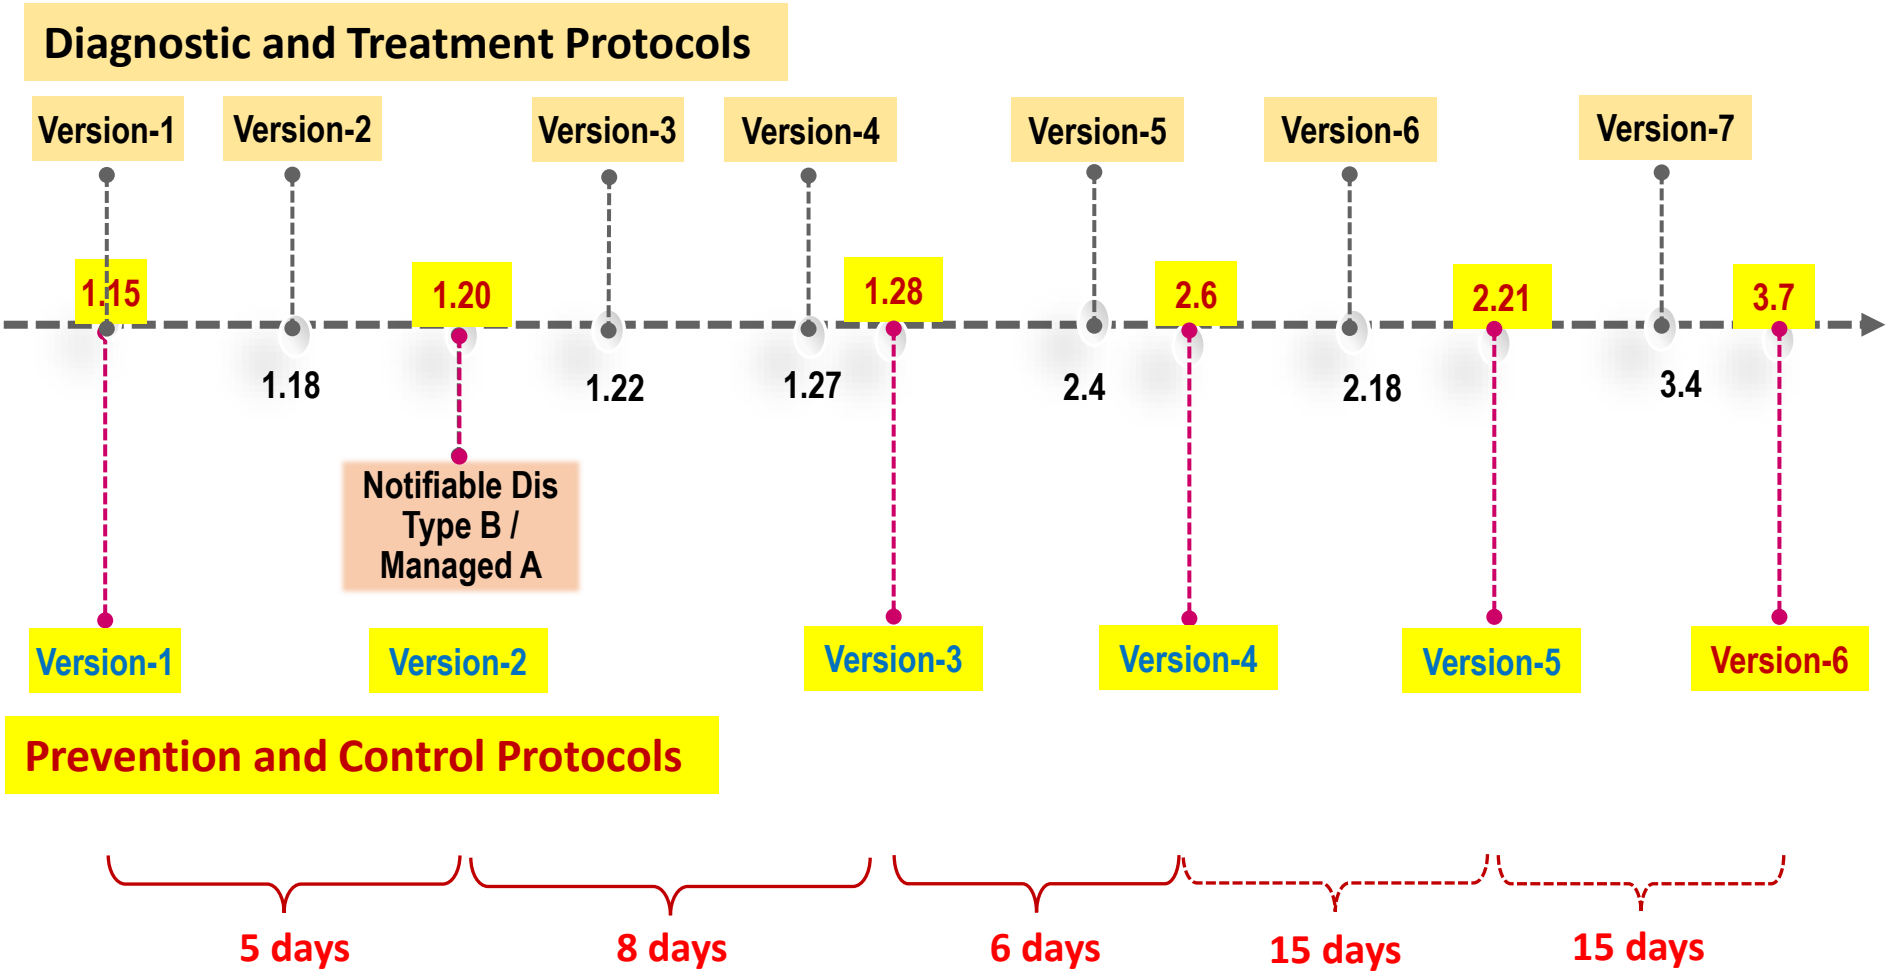 Diagnostic and Treatment Protocols
Version-1
Version-2
Version-3
Version-4
Version-5
Version-6
Version-7
1.15
1.20
1.28
2.6
2.21
3.7
1.18
1.22
1.27
2.4
2.18
3.4
Notifiable Dis
Type B /
Managed A
Version-1
Version-2
Version-3
Version-4
Version-5
Version-6
Prevention and Control Protocols
5 days
8 days
6 days
15 days
15 days